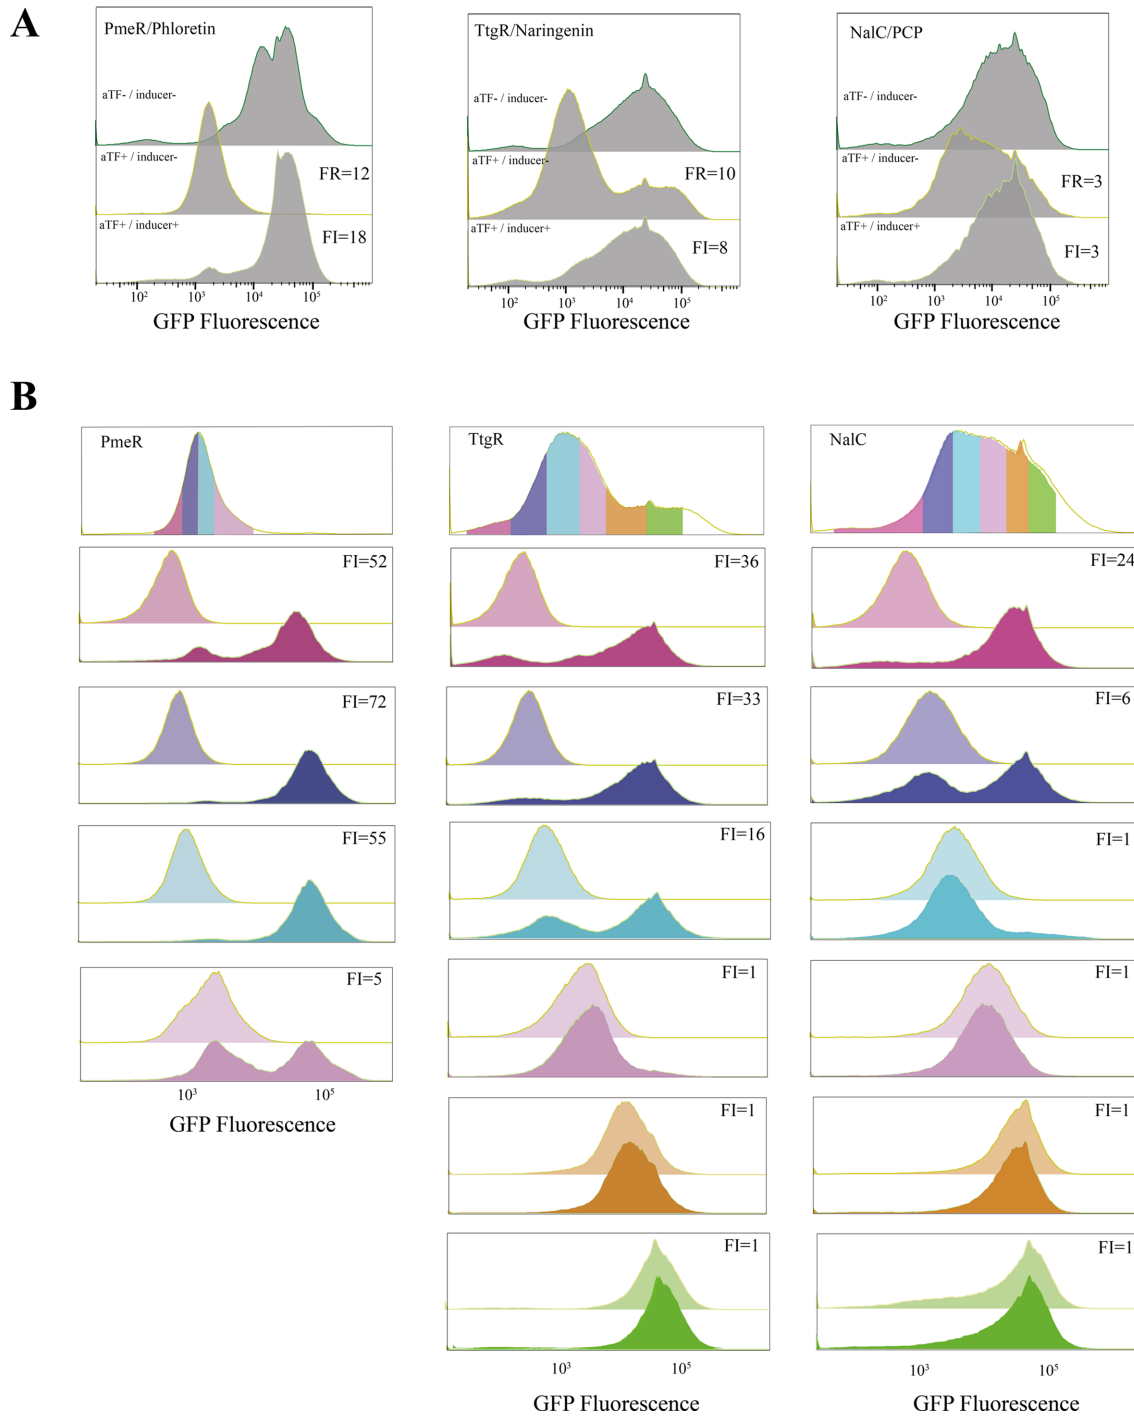 A
PmeR/Phloretin
aTF- / inducer-
aTF+ / inducer-
FR=12
aTF+ / inducer+
FI=18
10² 10³ 10⁴ 10⁵
GFP Fluorescence
TtgR/Naringenin
aTF- / inducer-
aTF+ / inducer-
FR=10
aTF+ / inducer+
FI=8
10² 10³ 10⁴ 10⁵
GFP Fluorescence
NalC/PCP
aTF- / inducer-
aTF+ / inducer-
FR=3
aTF+ / inducer+
FI=3
10² 10³ 10⁴ 10⁵
GFP Fluorescence
B
PmeR
FI=52
FI=72
FI=55
FI=5
10³ 10⁵
GFP Fluorescence
TtgR
FI=36
FI=33
FI=16
FI=1
FI=1
FI=1
10³ 10⁵
GFP Fluorescence
NalC
FI=24
FI=6
FI=1
FI=1
FI=1
FI=1
10³ 10⁵
GFP Fluorescence